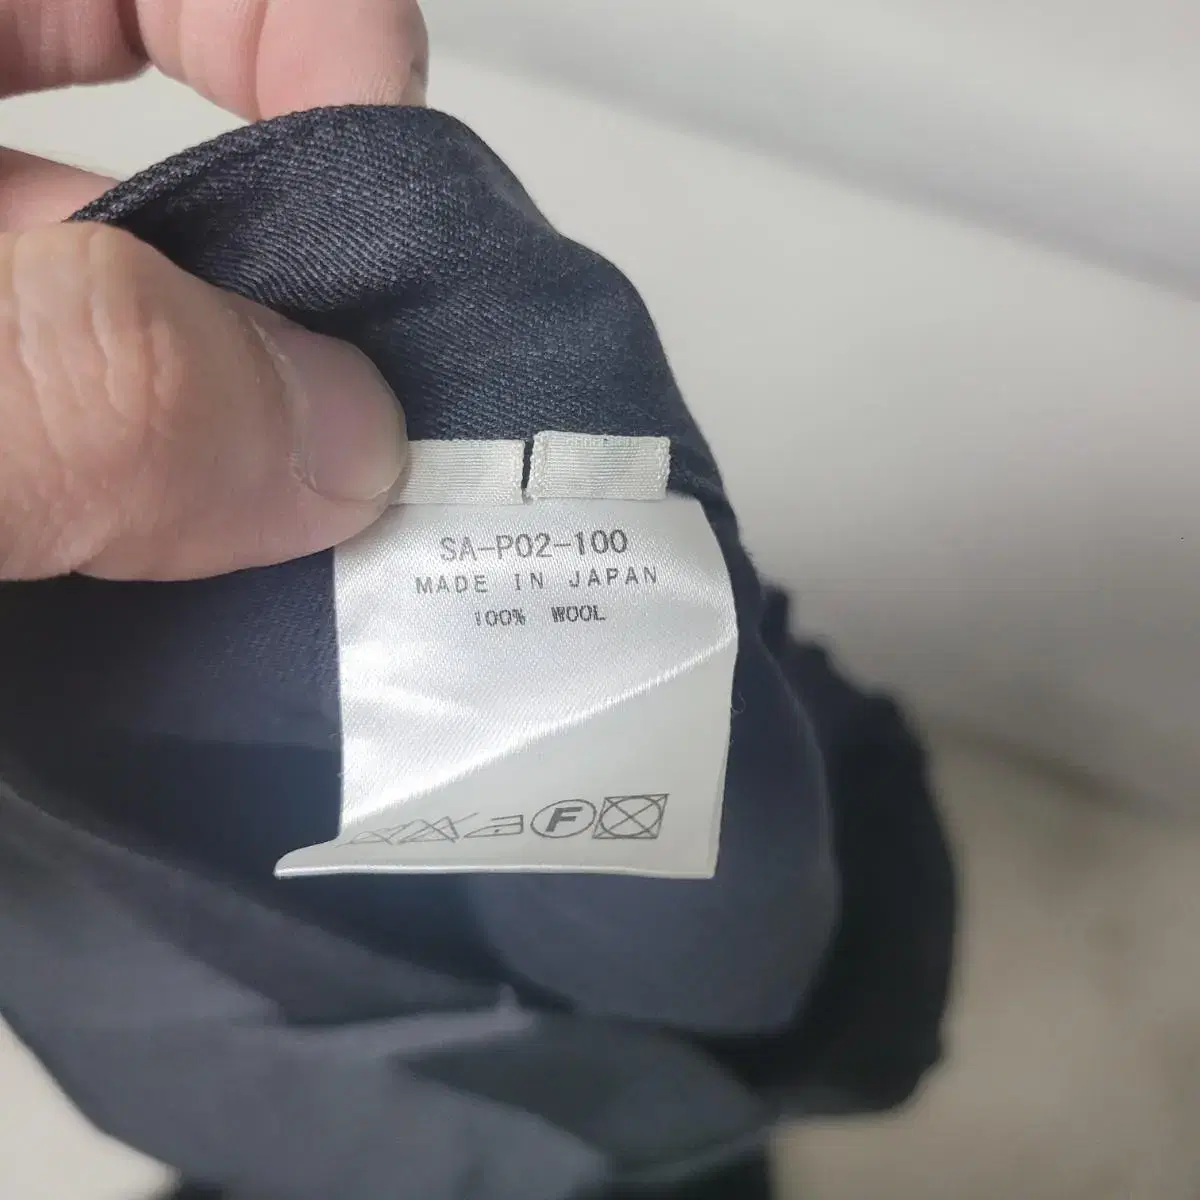 SA-P02-100
MADE IN JAPAN
100% WOOL
F